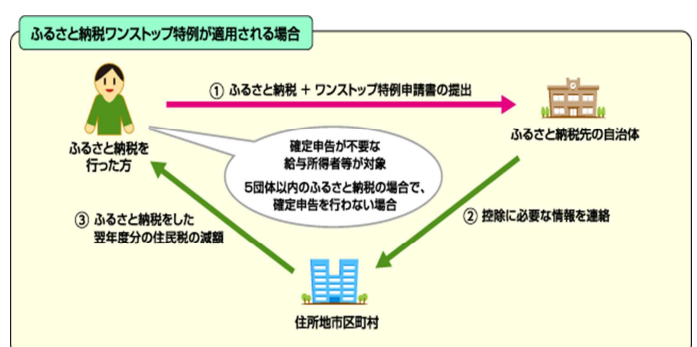 ふるさと納税ワンストップ特例が適用される場合
① ふるさと納税 + ワンストップ特例申請書の提出
ふるさと納税を
行った方
ふるさと納税先の自治体
確定申告が不要な
給与所得者等が対象
5団体以内のふるさと納税の場合で、
確定申告を行わない場合
③ ふるさと納税をした
翌年度分の住民税の減額
② 控除に必要な情報を連絡
住所地市区町村